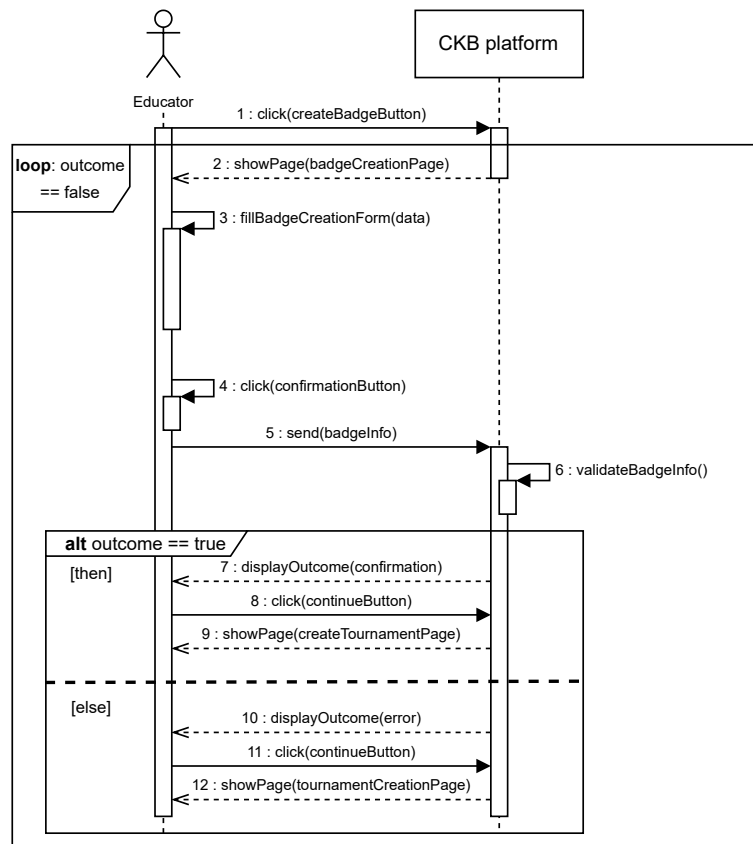 CKB platform
Educator
1 : click(createBadgeButton)
loop: outcome
== false
2 : showPage(badgeCreationPage)
3 : fillBadgeCreationForm(data)
4 : click(confirmationButton)
5 : send(badgeInfo)
6 : validateBadgeInfo()
alt outcome == true
[then]
7 : displayOutcome(confirmation)
8 : click(continueButton)
9 : showPage(createTournamentPage)
[else]
10 : displayOutcome(error)
11 : click(continueButton)
12 : showPage(tournamentCreationPage)